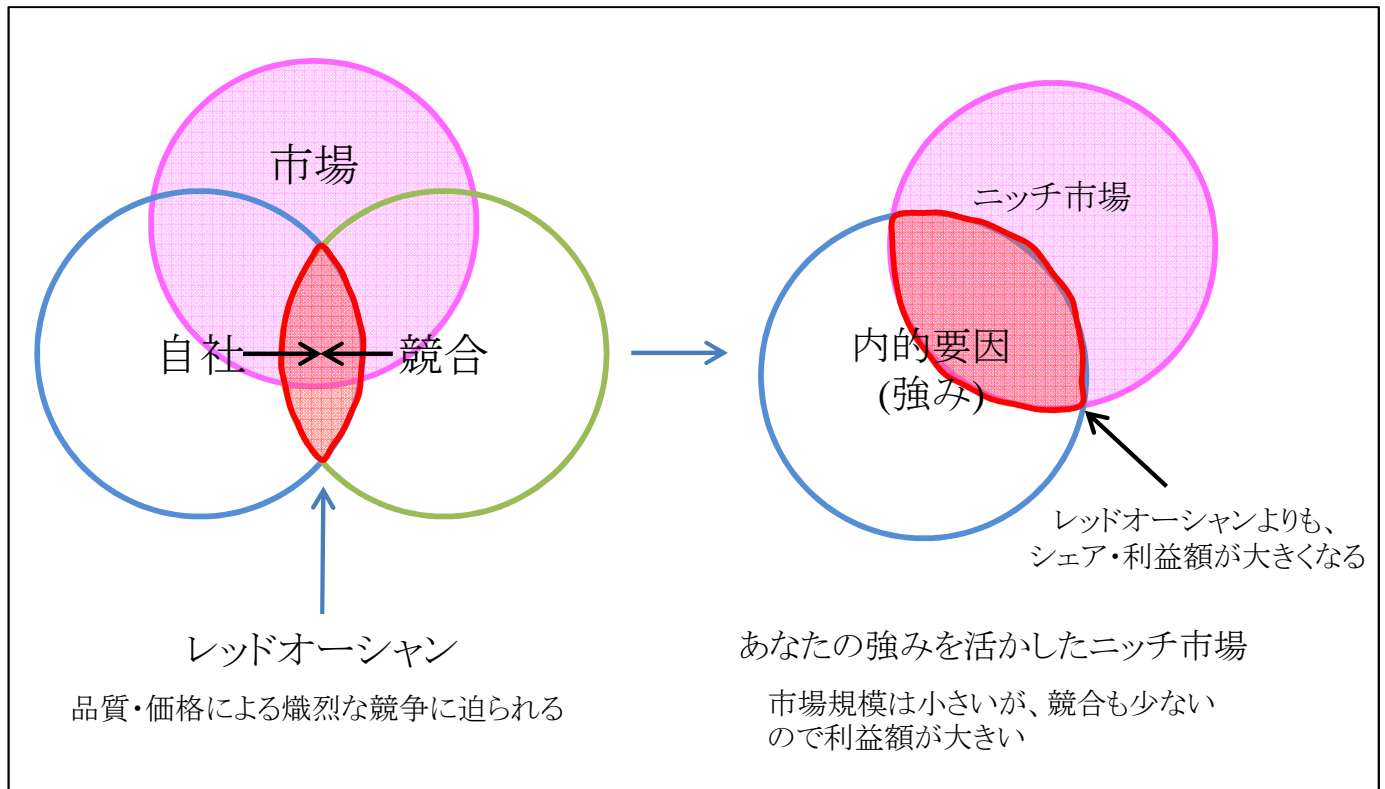 市場
自社
競合
レッドオーシャン
品質・価格による熾烈な競争に迫られる
ニッチ市場
内的要因
(強み)
レッドオーシャンよりも、
シェア・利益額が大きくなる
あなたの強みを活かしたニッチ市場
市場規模は小さいが、競合も少ない
ので利益額が大きい